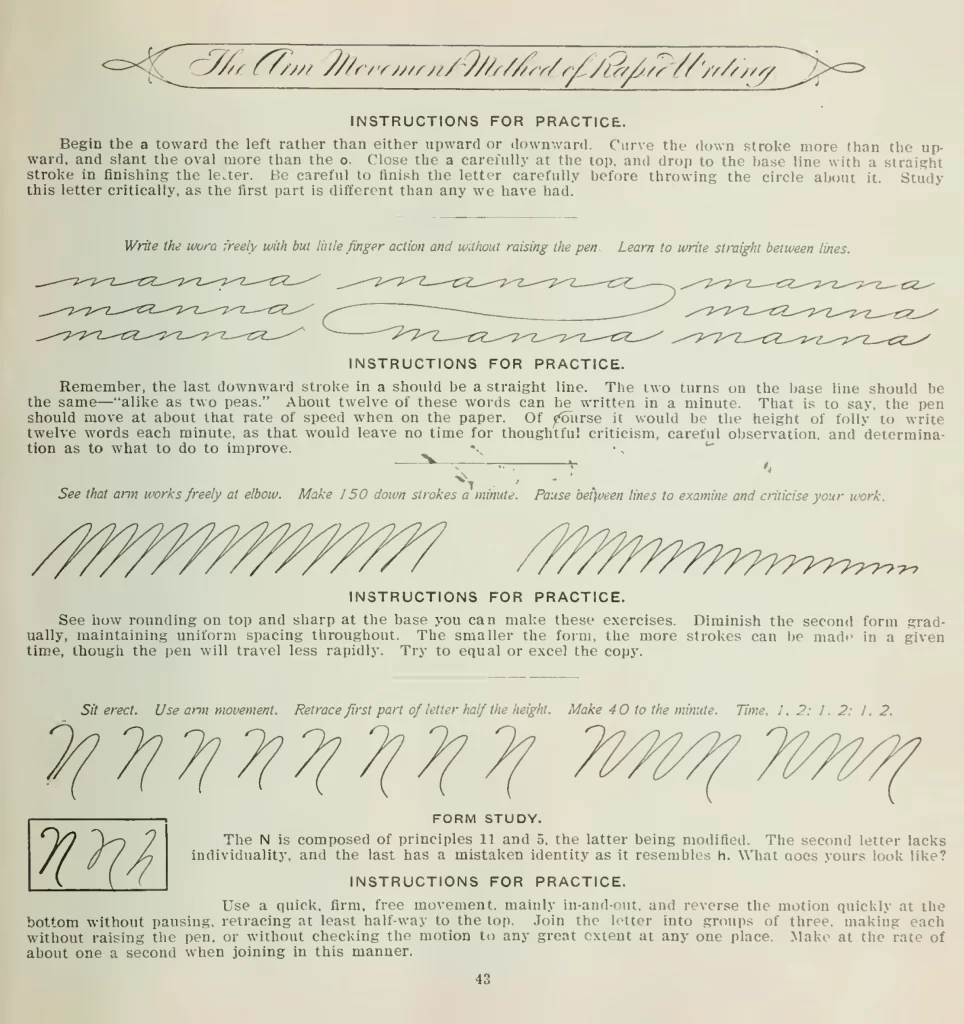 The Arm Movement Method of Rapid Writing
INSTRUCTIONS FOR PRACTICE.
Begin the a toward the left rather than either upward or downward. Curve the down stroke more than the up-
ward, and slant the oval more than the o. Close the a carefully at the top, and drop to the base line with a straight
stroke in finishing the letter. Be careful to finish the letter carefully before throwing the circle about it. Study
this letter critically, as the first part is different than any we have had.
Write the word freely with but little finger action and without raising the pen. Learn to write straight between lines.
manna manna manna
manna manna
manna manna manna
INSTRUCTIONS FOR PRACTICE.
Remember, the last downward stroke in a should be a straight line. The two turns on the base line should be
the same—“alike as two peas.” About twelve of these words can be written in a minute. That is to say, the pen
should move at about that rate of speed when on the paper. Of course it would be the height of folly to write
twelve words each minute, as that would leave no time for thoughtful criticism, careful observation, and determina-
tion as to what to do to improve.
See that arm works freely at elbow. Make 150 down strokes a minute. Pause between lines to examine and criticise your work.
INSTRUCTIONS FOR PRACTICE.
See how rounding on top and sharp at the base you can make these exercises. Diminish the second form grad-
ually, maintaining uniform spacing throughout. The smaller the form, the more strokes can be made in a given
time, though the pen will travel less rapidly. Try to equal or excel the copy.
Sit erect. Use arm movement. Retrace first part of letter half the height. Make 40 to the minute. Time, 1, 2; 1, 2; 1, 2.
N N N N N N N N NNN NNN
FORM STUDY.
N N h
The N is composed of principles 11 and 5, the latter being modified. The second letter lacks
individuality, and the last has a mistaken identity as it resembles h. What does yours look like?
INSTRUCTIONS FOR PRACTICE.
Use a quick, firm, free movement, mainly in-and-out, and reverse the motion quickly at the
bottom without pausing, retracing at least half-way to the top. Join the letter into groups of three, making each
without raising the pen, or without checking the motion to any great extent at any one place. Make at the rate of
about one a second when joining in this manner.
43